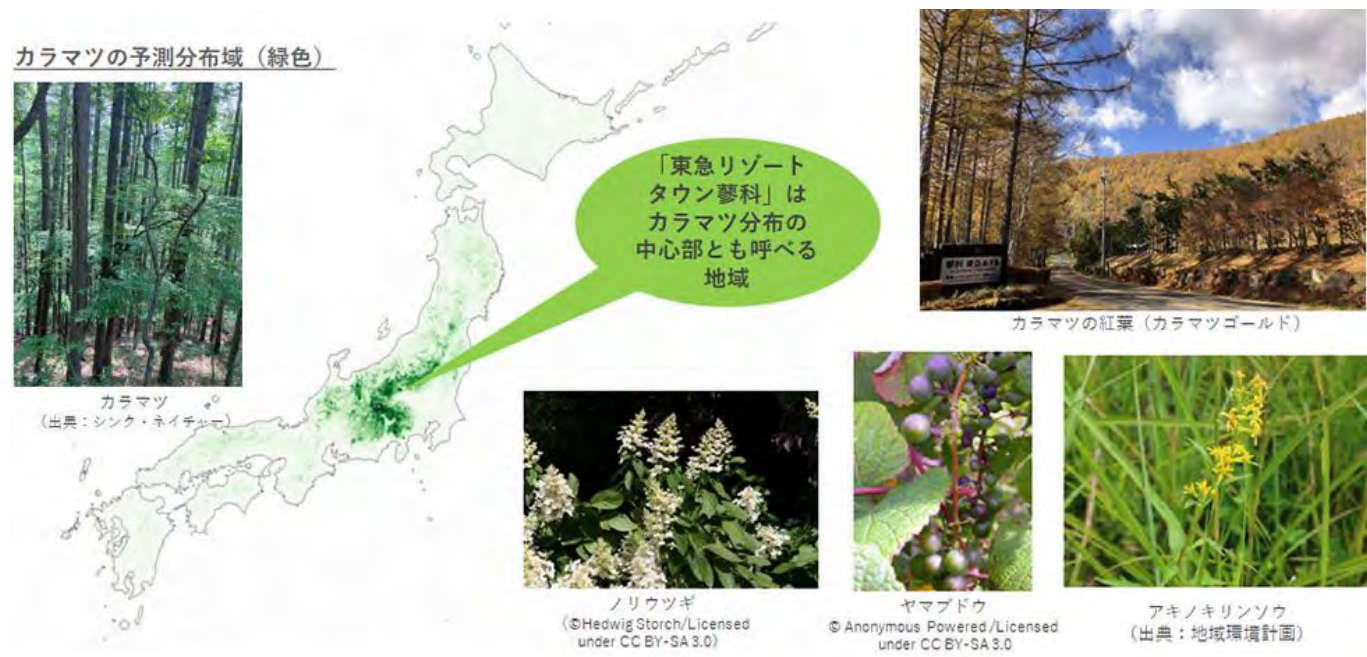 カラマツの予測分布域（緑色）
カラマツ
（出典：シンク・ネイチャー）
「東急リゾート
タウン蓼科」は
カラマツ分布の
中心部とも呼べる
地域
カラマツの紅葉（カラマツゴールド）
ノリウツギ
（©Hedwig Storch/Licensed
under CC BY-SA 3.0）
ヤマブドウ
© Anonymous Powered /Licensed
under CC BY-SA 3.0
アキノキリンソウ
（出典：地域環境計画）